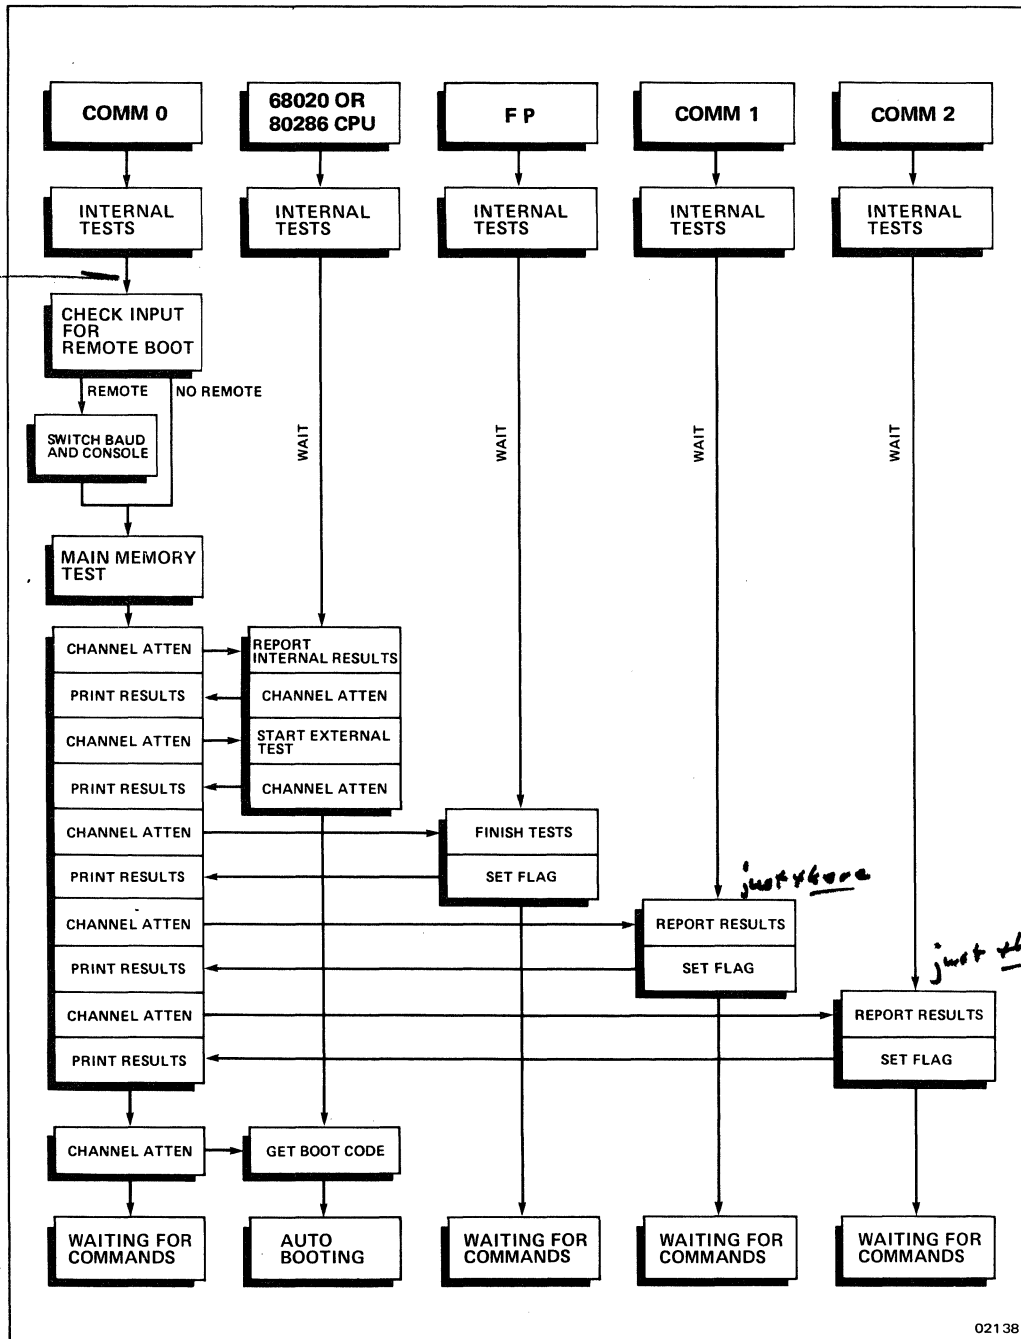 COMM 0
68020 OR
80286 CPU
F P
COMM 1
COMM 2
INTERNAL
TESTS
INTERNAL
TESTS
INTERNAL
TESTS
INTERNAL
TESTS
INTERNAL
TESTS
CHECK INPUT
FOR
REMOTE BOOT
REMOTE
NO REMOTE
SWITCH BAUD
AND CONSOLE
WAIT
WAIT
WAIT
WAIT
MAIN MEMORY
TEST
CHANNEL ATTEN
REPORT
INTERNAL RESULTS
PRINT RESULTS
CHANNEL ATTEN
CHANNEL ATTEN
START EXTERNAL
TEST
PRINT RESULTS
CHANNEL ATTEN
CHANNEL ATTEN
FINISH TESTS
PRINT RESULTS
SET FLAG
just
CHANNEL ATTEN
REPORT RESULTS
PRINT RESULTS
SET FLAG
just
CHANNEL ATTEN
REPORT RESULTS
PRINT RESULTS
SET FLAG
CHANNEL ATTEN
GET BOOT CODE
WAITING FOR
COMMANDS
AUTO
BOOTING
WAITING FOR
COMMANDS
WAITING FOR
COMMANDS
WAITING FOR
COMMANDS
02138